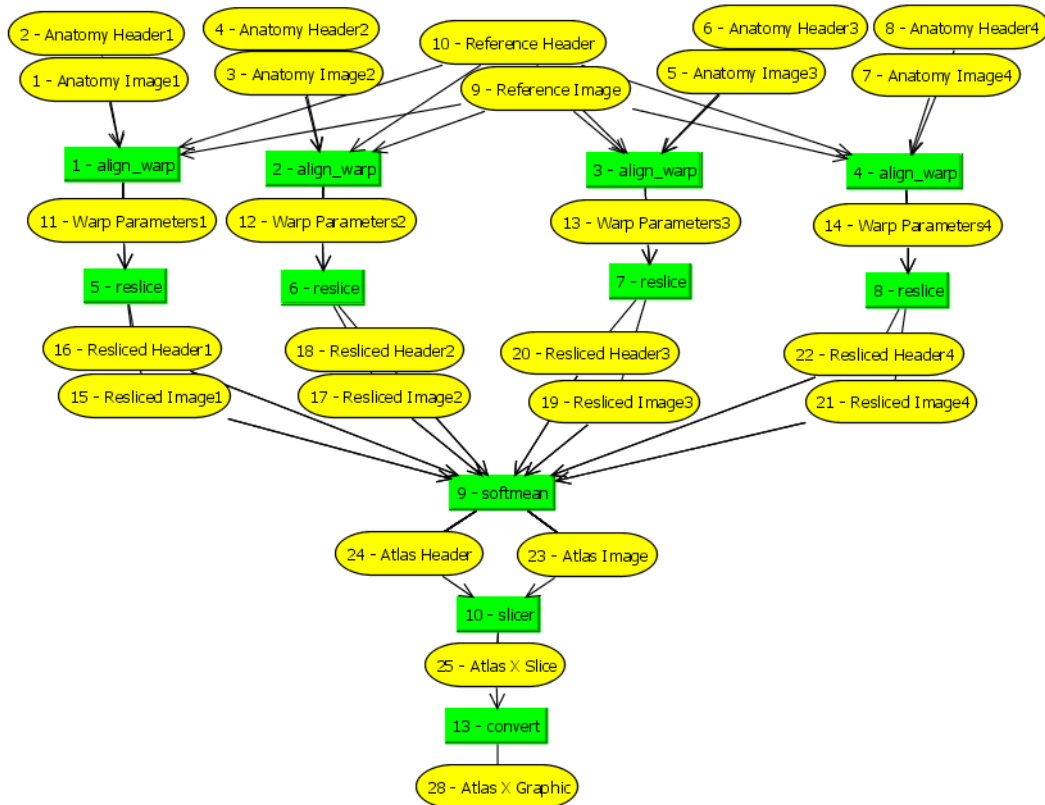 2 - Anatomy Header1
4 - Anatomy Header2
10 - Reference Header
6 - Anatomy Header3
8 - Anatomy Header4
1 - Anatomy Image1
3 - Anatomy Image2
9 - Reference Image
5 - Anatomy Image3
7 - Anatomy Image4
1 - align_warp
2 - align_warp
3 - align_warp
4 - align_warp
11 - Warp Parameters1
12 - Warp Parameters2
13 - Warp Parameters3
14 - Warp Parameters4
5 - reslice
6 - reslice
7 - reslice
8 - reslice
16 - Resliced Header1
18 - Resliced Header2
20 - Resliced Header3
22 - Resliced Header4
15 - Resliced Image1
17 - Resliced Image2
19 - Resliced Image3
21 - Resliced Image4
9 - softmean
24 - Atlas Header
23 - Atlas Image
10 - slicer
25 - Atlas X Slice
13 - convert
28 - Atlas X Graphic